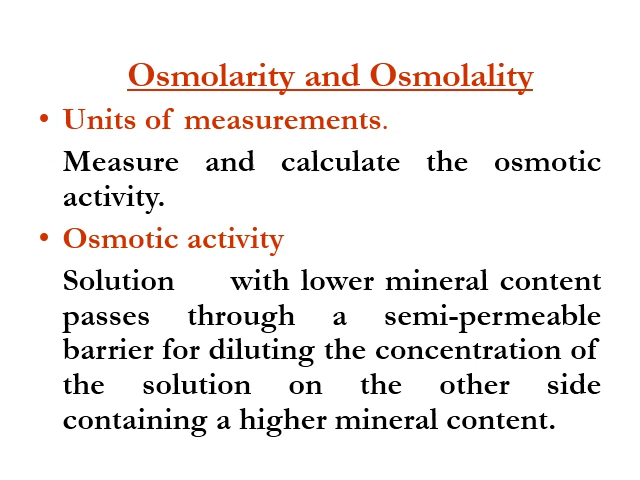 Osmolarity and Osmolality
• Units of measurements.
Measure and calculate the osmotic
activity.
• Osmotic activity
Solution with lower mineral content
passes through a semi-permeable
barrier for diluting the concentration of
the solution on the other side
containing a higher mineral content.